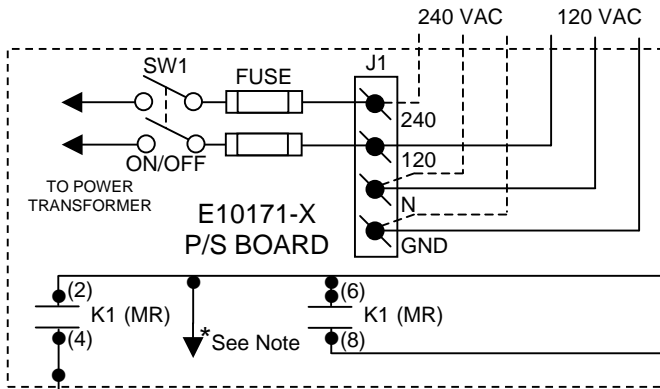 240 VAC
120 VAC
SW1
FUSE
J1
240
ON/OFF
120
TO POWER
TRANSFORMER
N
E10171-X
P/S BOARD
GND
(2)
(6)
K1 (MR)
K1 (MR)
(4)
*See Note
(8)